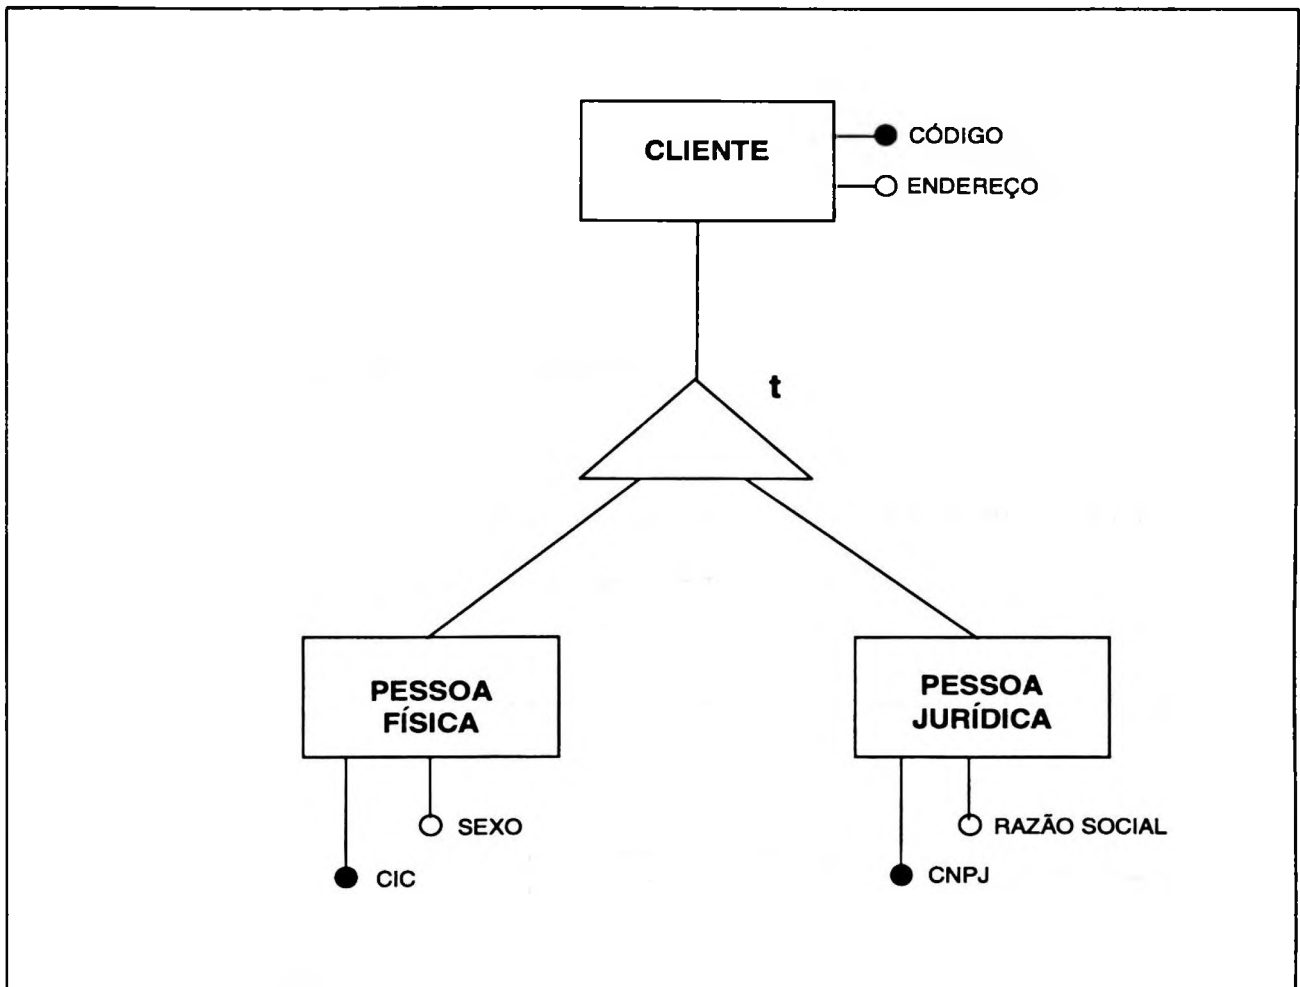 CLIENTE
CÓDIGO
ENDEREÇO
t
PESSOA
FÍSICA
PESSOA
JURÍDICA
SEXO
CIC
RAZÃO SOCIAL
CNPJ